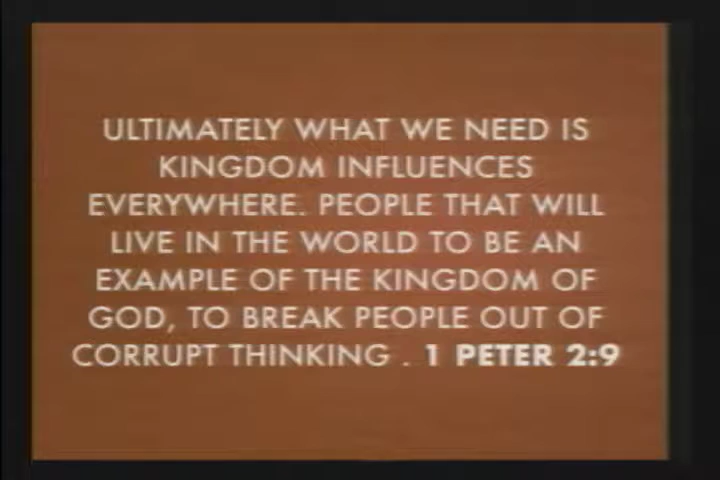 ULTIMATELY WHAT WE NEED IS
KINGDOM INFLUENCES
EVERYWHERE. PEOPLE THAT WILL
LIVE IN THE WORLD TO BE AN
EXAMPLE OF THE KINGDOM OF
GOD, TO BREAK PEOPLE OUT OF
CORRUPT THINKING . 1 PETER 2:9